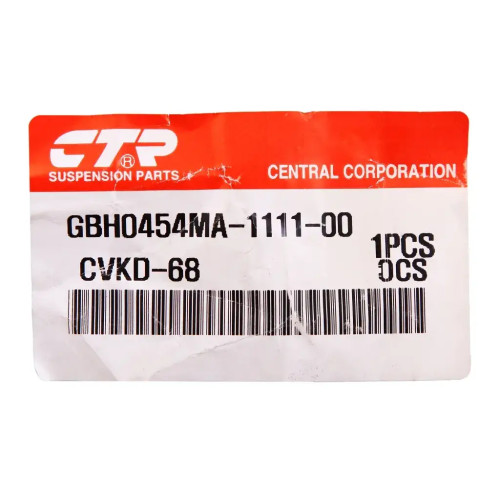 CTR®
SUSPENSION PARTS
CENTRAL CORPORATION
GBH0454MA-1111-00
1PCS
CVKD-68
0CS